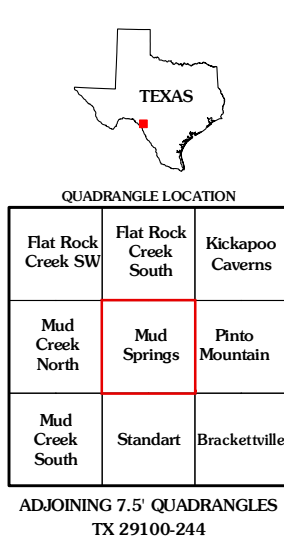 TEXAS
QUADRANGLE LOCATION
Flat Rock
Creek SW
Flat Rock
Creek
South
Kickapoo
Caverns
Mud
Creek
North
Mud
Springs
Pinto
Mountain
Mud
Creek
South
Standart
Brackettville
ADJOINING 7.5' QUADRANGLES
TX 29100-244